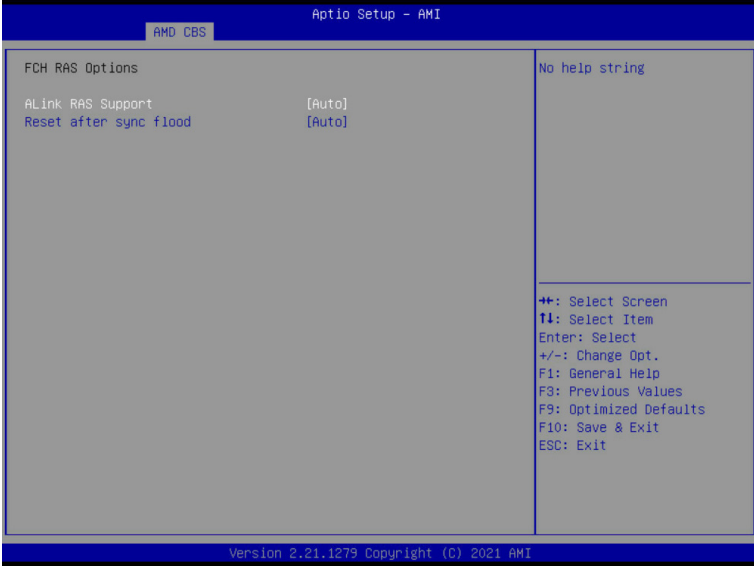 Aptio Setup – AMI
AMD CBS
FCH RAS Options
ALink RAS Support [Auto]
Reset after sync flood [Auto]
No help string
→←: Select Screen
↑↓: Select Item
Enter: Select
+/-: Change Opt.
F1: General Help
F3: Previous Values
F9: Optimized Defaults
F10: Save & Exit
ESC: Exit
Version 2.21.1279 Copyright (C) 2021 AMI